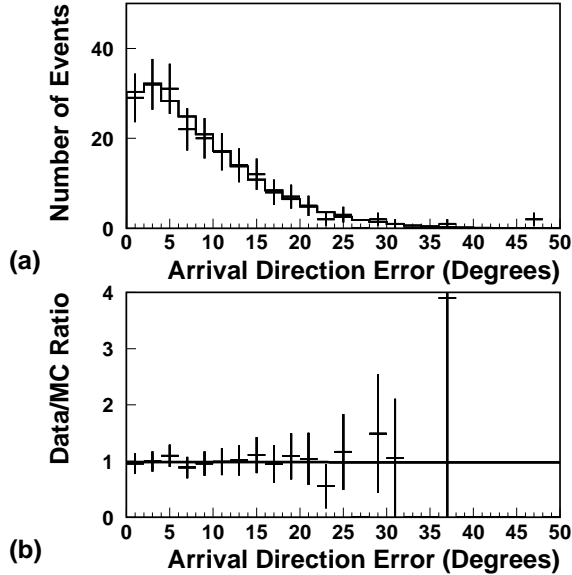 40
20
0
Number of Events
0 5 10 15 20 25 30 35 40 45 50
(a)
Arrival Direction Error (Degrees)
4
3
2
1
0
Data/MC Ratio
0 5 10 15 20 25 30 35 40 45 50
(b)
Arrival Direction Error (Degrees)